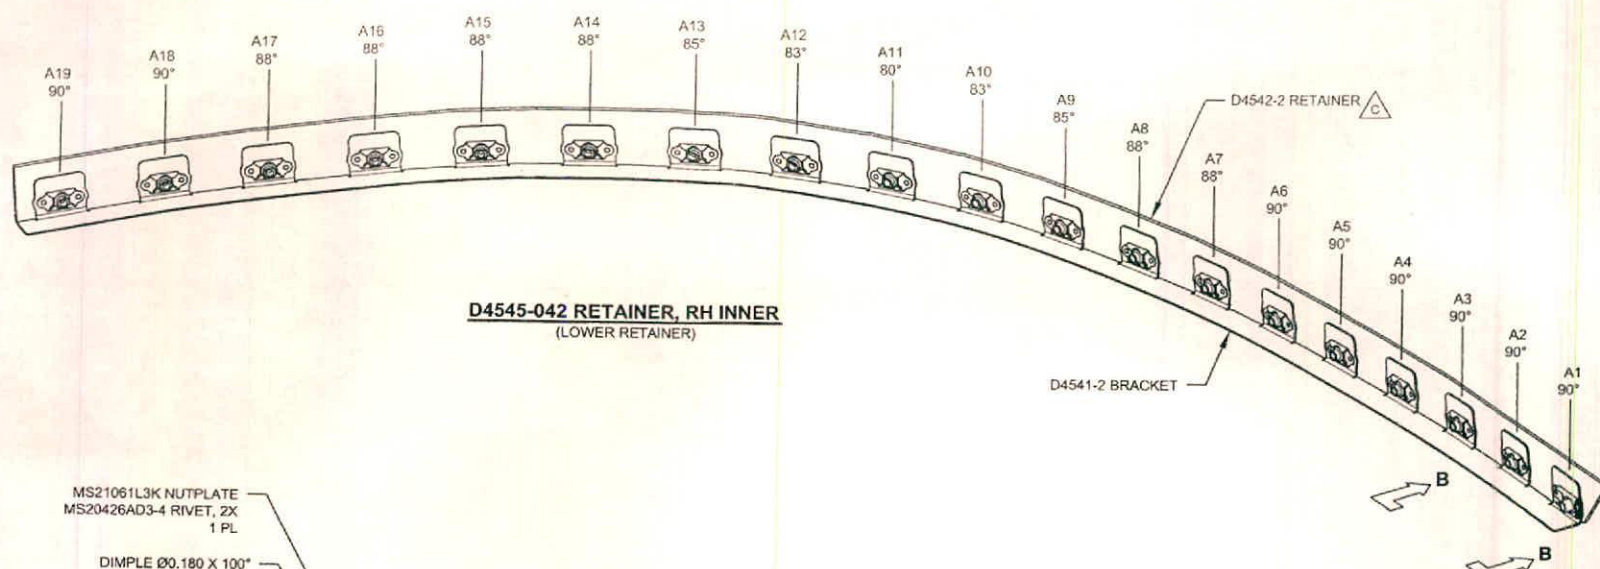 A19
90°
A18
90°
A17
88°
A16
88°
A15
88°
A14
88°
A13
85°
A12
83°
A11
80°
A10
83°
A9
85°
A8
88°
A7
88°
A6
90°
A5
90°
A4
90°
A3
90°
A2
90°
A1
90°
D4542-2 RETAINER C
D4545-042 RETAINER, RH INNER
(LOWER RETAINER)
D4541-2 BRACKET
B
B
MS21061L3K NUTPLATE
MS20426AD3-4 RIVET, 2X
1 PL
DIMPLE Ø0.180 X 100°